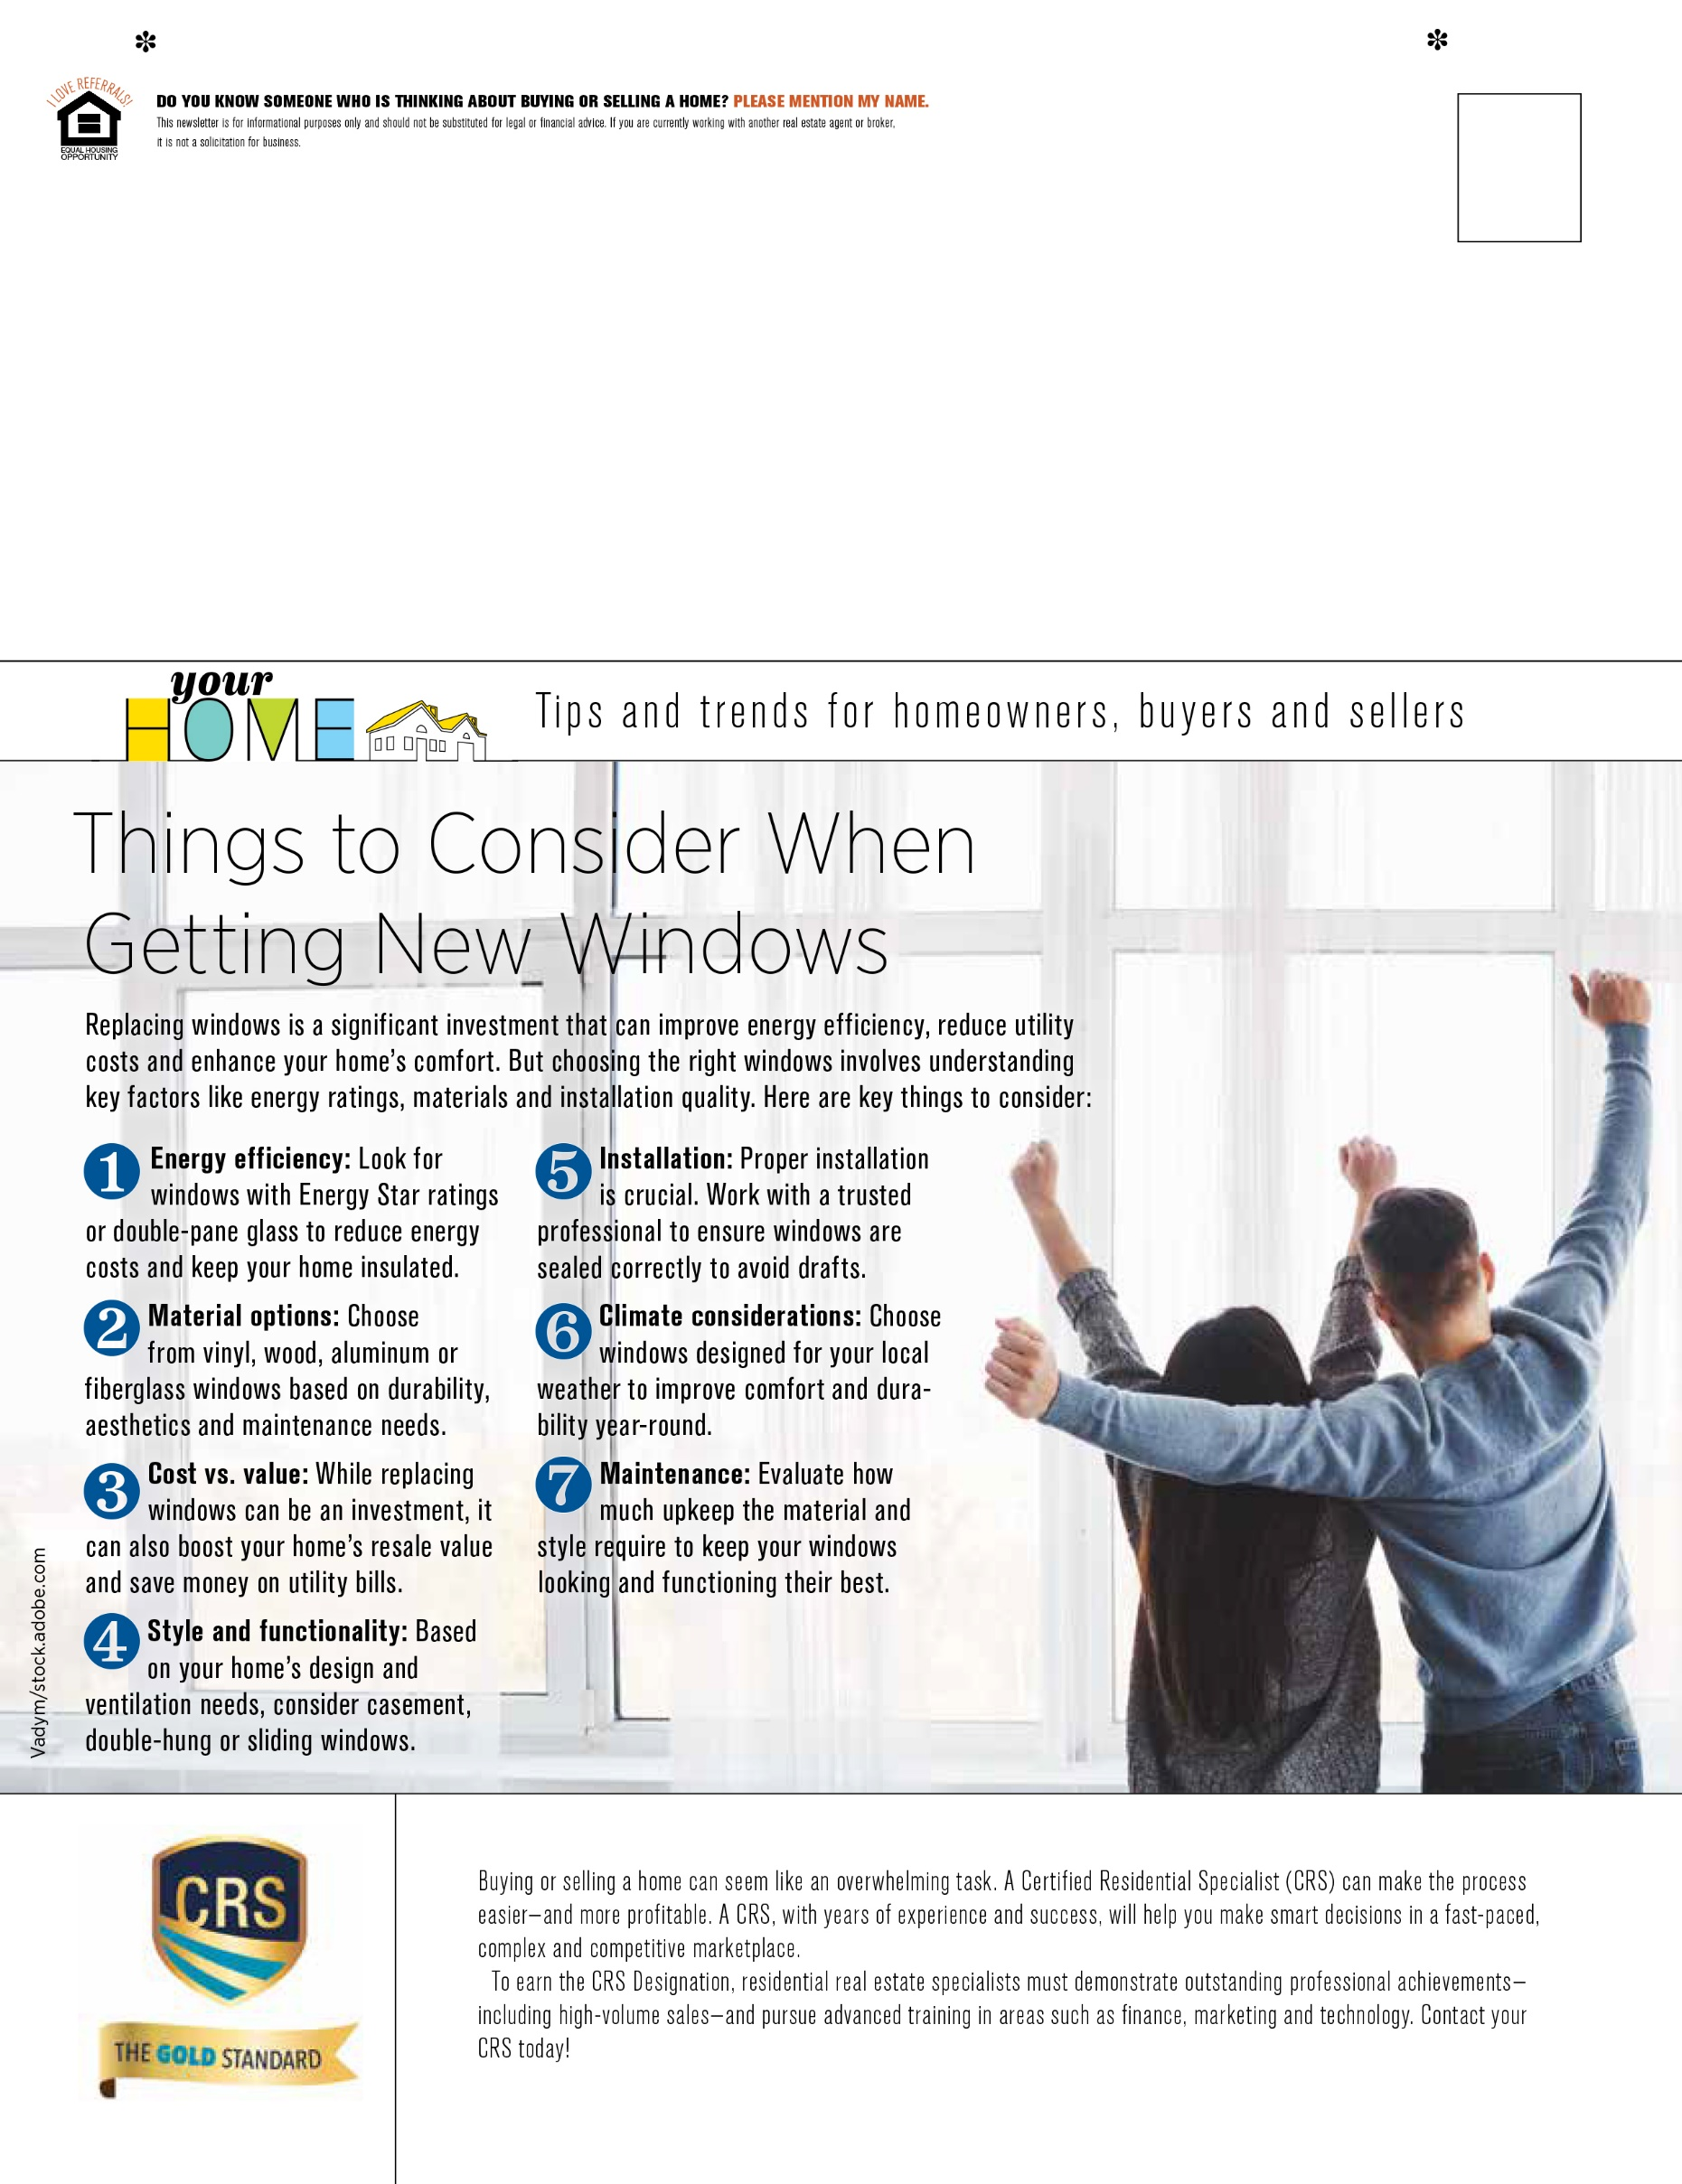 *
*
I LOVE REFERRALS!
EQUAL HOUSING
OPPORTUNITY
DO YOU KNOW SOMEONE WHO IS THINKING ABOUT BUYING OR SELLING A HOME? PLEASE MENTION MY NAME.
This newsletter is for informational purposes only and should not be substituted for legal or financial advice. If you are currently working with another real estate agent or broker,
it is not a solicitation for business.
your
HOME
Tips and trends for homeowners, buyers and sellers
Things to Consider When
Getting New Windows
Replacing windows is a significant investment that can improve energy efficiency, reduce utility
costs and enhance your home’s comfort. But choosing the right windows involves understanding
key factors like energy ratings, materials and installation quality. Here are key things to consider:
1 Energy efficiency: Look for
windows with Energy Star ratings
or double-pane glass to reduce energy
costs and keep your home insulated.
2 Material options: Choose
from vinyl, wood, aluminum or
fiberglass windows based on durability,
aesthetics and maintenance needs.
3 Cost vs. value: While replacing
windows can be an investment, it
can also boost your home’s resale value
and save money on utility bills.
4 Style and functionality: Based
on your home’s design and
ventilation needs, consider casement,
double-hung or sliding windows.
5 Installation: Proper installation
is crucial. Work with a trusted
professional to ensure windows are
sealed correctly to avoid drafts.
6 Climate considerations: Choose
windows designed for your local
weather to improve comfort and dura-
bility year-round.
7 Maintenance: Evaluate how
much upkeep the material and
style require to keep your windows
looking and functioning their best.
Vadym/stock.adobe.com
CRS
THE GOLD STANDARD
Buying or selling a home can seem like an overwhelming task. A Certified Residential Specialist (CRS) can make the process
easier—and more profitable. A CRS, with years of experience and success, will help you make smart decisions in a fast-paced,
complex and competitive marketplace.
To earn the CRS Designation, residential real estate specialists must demonstrate outstanding professional achievements—
including high-volume sales—and pursue advanced training in areas such as finance, marketing and technology. Contact your
CRS today!